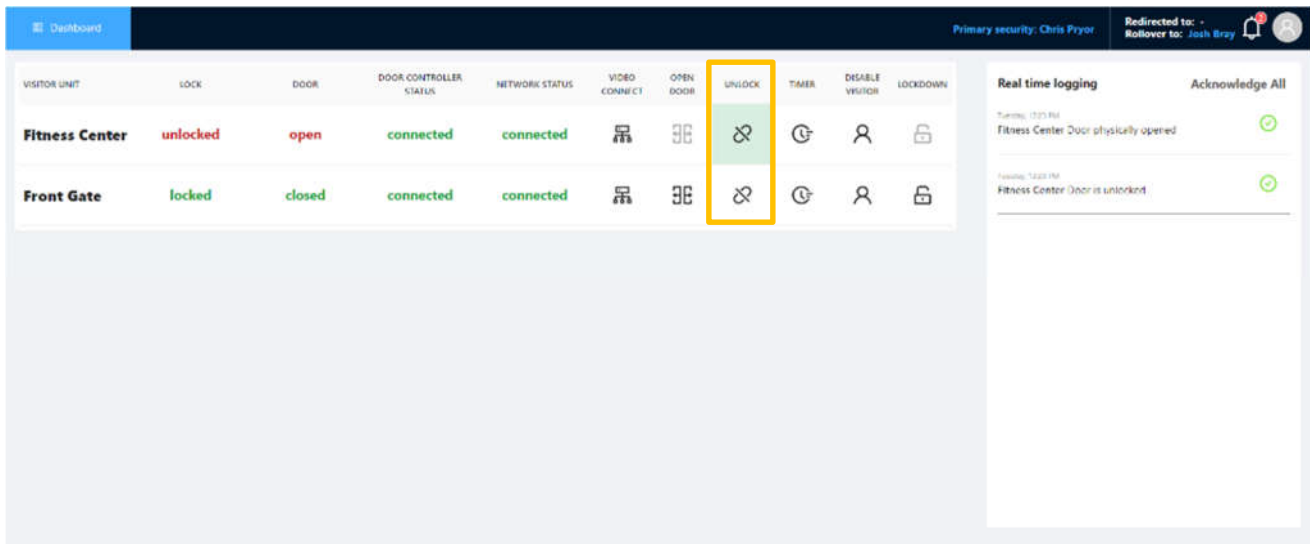 Dashboard
Primary security: Chris Pryor
Redirected to: -
Rollover to: Josh Bray
VISITOR UNIT LOCK DOOR DOOR CONTROLLER STATUS NETWORK STATUS VIDEO CONNECT OPEN DOOR UNLOCK TIMER DISABLE VISITOR LOCKDOWN
Fitness Center unlocked open connected connected
Front Gate locked closed connected connected
Real time logging Acknowledge All
Tuesday,
Fitness Center Door physically opened
Tuesday,
Fitness Center Door is unlocked